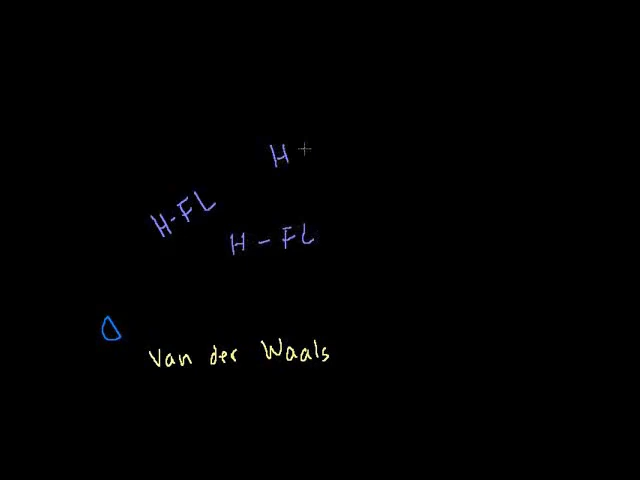 H
H-FL
H - FL
Van der Waals